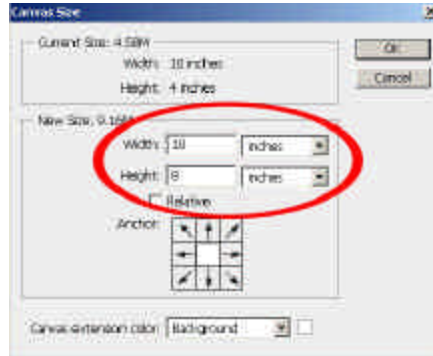 Canvas Size
Current Size: 4.58M
Width: 10 inches
Height: 4 inches
OK
Cancel
New Size: 9.16M
Width: 10 inches
Height: 8 inches
Relative
Anchor:
Canvas extension color: Background